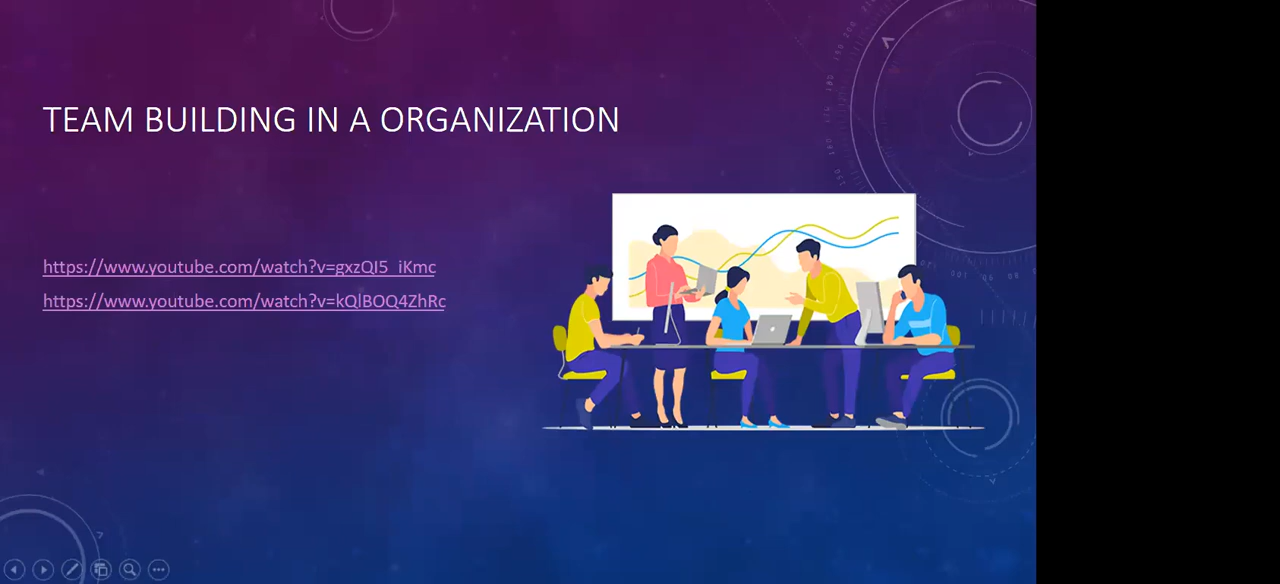 TEAM BUILDING IN A ORGANIZATION
https://www.youtube.com/watch?v=gxzQI5_iKmc
https://www.youtube.com/watch?v=kQlBOQ4ZhRc